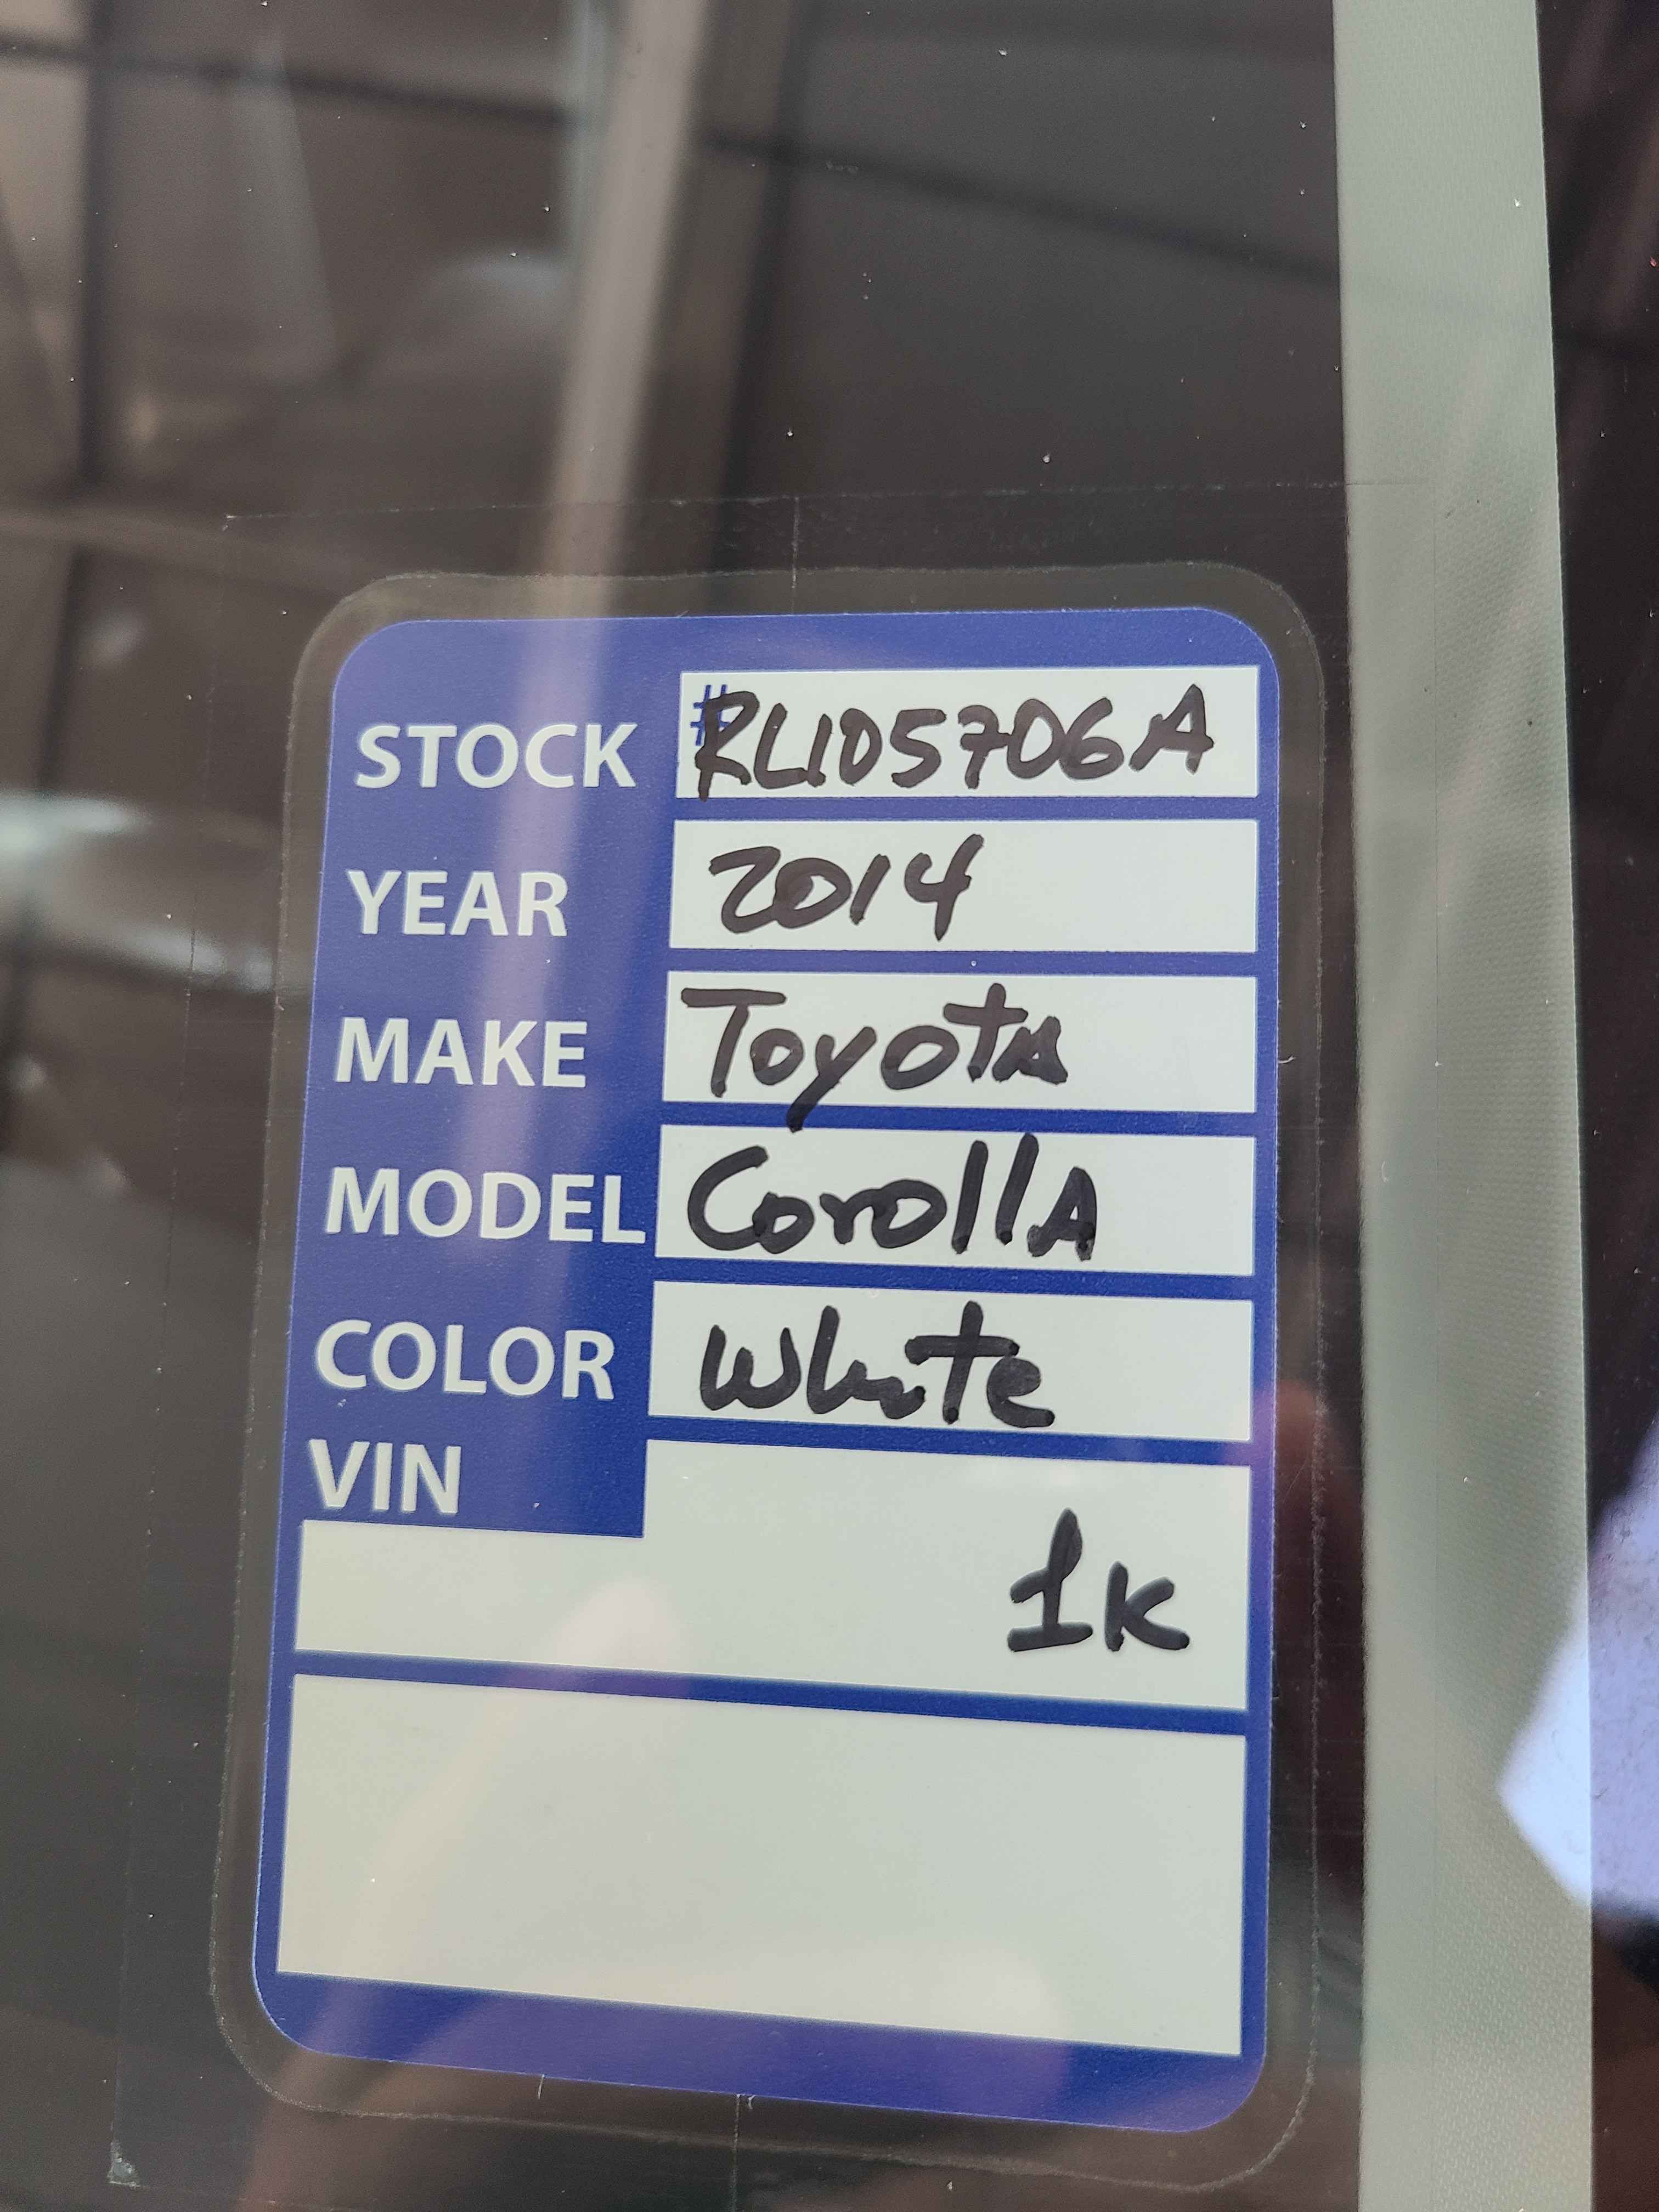 STOCK #RL105706A
YEAR 2014
MAKE Toyota
MODEL Corolla
COLOR White
VIN
1K